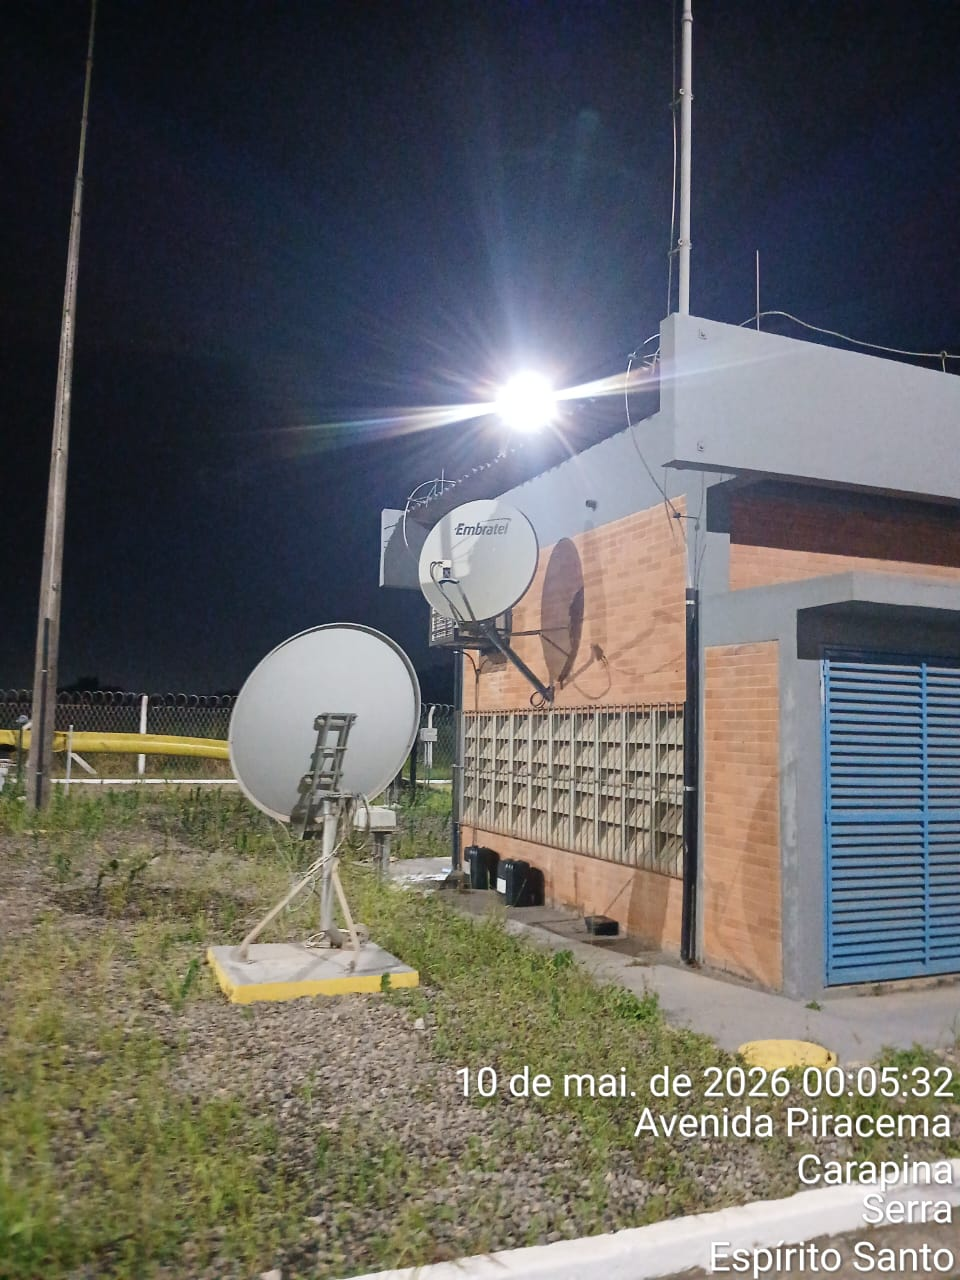 Embratel
10 de mai. de 2026 00:05:32
Avenida Piracema
Carapina
Serra
Espírito Santo